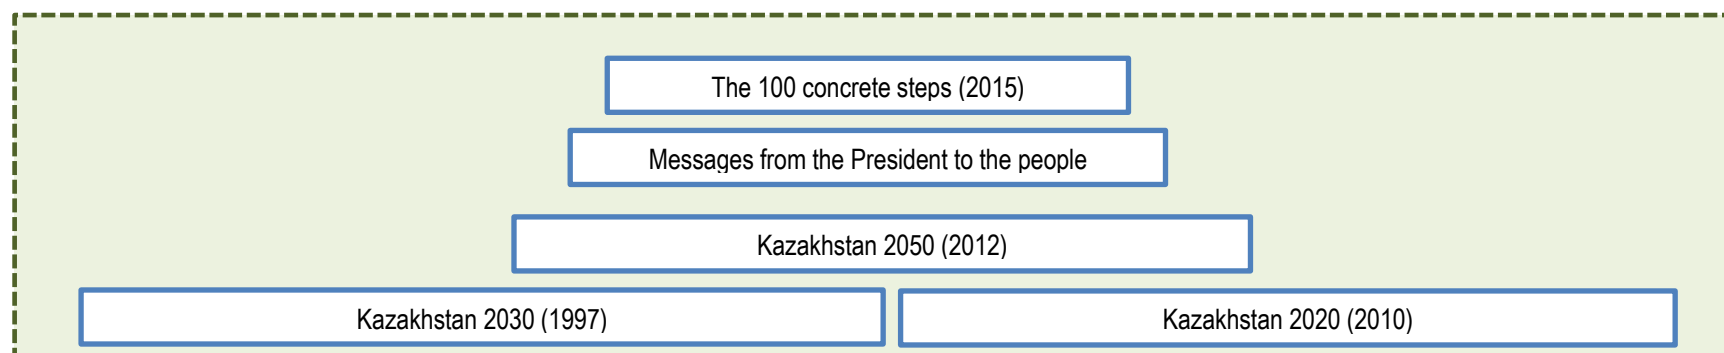 The 100 concrete steps (2015)
Messages from the President to the people
Kazakhstan 2050 (2012)
Kazakhstan 2030 (1997)
Kazakhstan 2020 (2010)